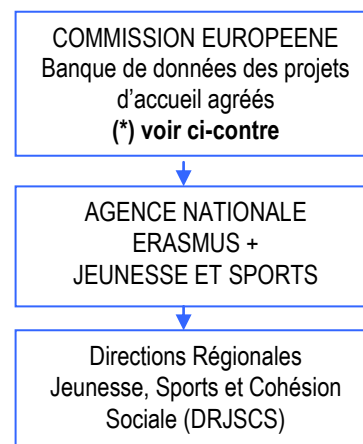 COMMISSION EUROPEENE
Banque de données des projets
d’accueil agréés
(*) voir ci-contre
AGENCE NATIONALE
ERASMUS +
JEUNESSE ET SPORTS
Directions Régionales
Jeunesse, Sports et Cohésion
Sociale (DRJSCS)